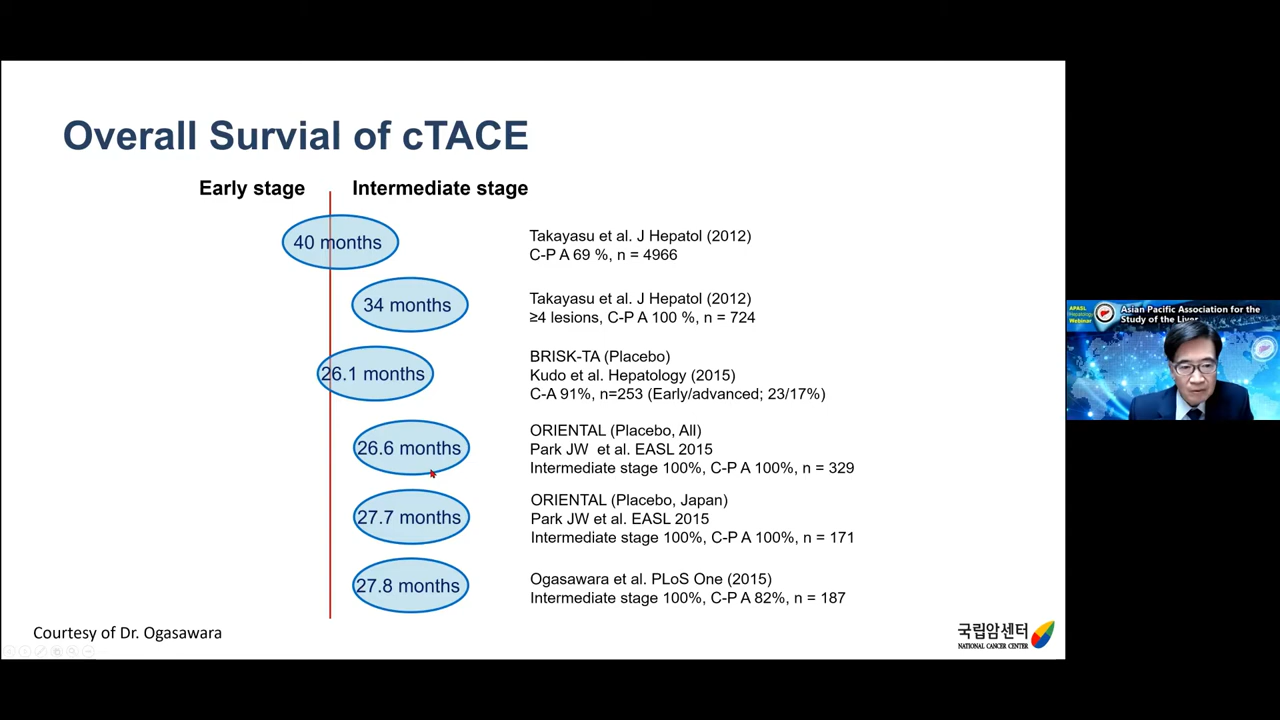 Overall Survial of cTACE
Early stage
Intermediate stage
40 months
Takayasu et al. J Hepatol (2012)
C-P A 69 %, n = 4966
34 months
Takayasu et al. J Hepatol (2012)
≥4 lesions, C-P A 100 %, n = 724
26.1 months
BRISK-TA (Placebo)
Kudo et al. Hepatology (2015)
C-A 91%, n=253 (Early/advanced; 23/17%)
26.6 months
ORIENTAL (Placebo, All)
Park JW et al. EASL 2015
Intermediate stage 100%, C-P A 100%, n = 329
27.7 months
ORIENTAL (Placebo, Japan)
Park JW et al. EASL 2015
Intermediate stage 100%, C-P A 100%, n = 171
27.8 months
Ogasawara et al. PLoS One (2015)
Intermediate stage 100%, C-P A 82%, n = 187
Courtesy of Dr. Ogasawara
국립암센터
NATIONAL CANCER CENTER
APASL
Hepatology
Webinar
Asian Pacific Association for the
Study of the Liver